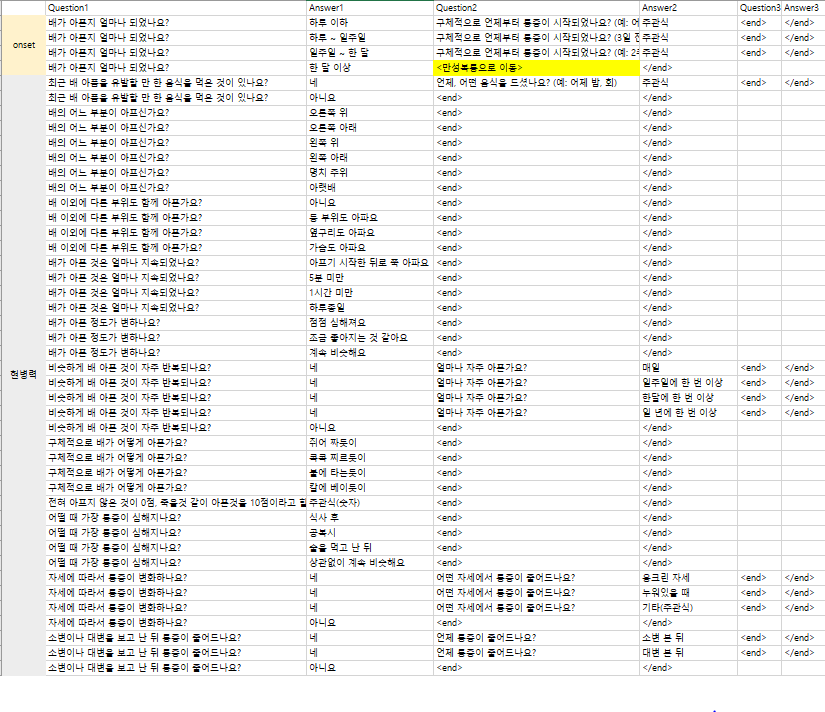 Question1 Answer1 Question2 Answer2 Question3 Answer3
onset
배가 아픈지 얼마나 되었나요? 하루 이하 구체적으로 언제부터 통증이 시작되었나요? (예: 어 주관식 <end> </end>
배가 아픈지 얼마나 되었나요? 하루 ~ 일주일 구체적으로 언제부터 통증이 시작되었나요? (3일 전 주관식 <end> </end>
배가 아픈지 얼마나 되었나요? 일주일 ~ 한 달 구체적으로 언제부터 통증이 시작되었나요? (예: 2주 주관식 <end> </end>
배가 아픈지 얼마나 되었나요? 한 달 이상 <만성복통으로 이동> </end>
현병력
최근 배 아픔을 유발할 만 한 음식을 먹은 것이 있나요? 네 언제, 어떤 음식을 드셨나요? (예: 어제 밤, 회) 주관식 <end> </end>
최근 배 아픔을 유발할 만 한 음식을 먹은 것이 있나요? 아니요 <end> </end>
배의 어느 부분이 아프신가요? 오른쪽 위 <end> </end>
배의 어느 부분이 아프신가요? 오른쪽 아래 <end> </end>
배의 어느 부분이 아프신가요? 왼쪽 위 <end> </end>
배의 어느 부분이 아프신가요? 왼쪽 아래 <end> </end>
배의 어느 부분이 아프신가요? 명치 주위 <end> </end>
배의 어느 부분이 아프신가요? 아랫배 <end> </end>
배 이외에 다른 부위도 함께 아픈가요? 아니요 <end> </end>
배 이외에 다른 부위도 함께 아픈가요? 등 부위도 아파요 <end> </end>
배 이외에 다른 부위도 함께 아픈가요? 옆구리도 아파요 <end> </end>
배 이외에 다른 부위도 함께 아픈가요? 가슴도 아파요 <end> </end>
배가 아픈 것은 얼마나 지속되었나요? 아프기 시작한 뒤로 쭉 아파요 <end> </end>
배가 아픈 것은 얼마나 지속되었나요? 5분 미만 <end> </end>
배가 아픈 것은 얼마나 지속되었나요? 1시간 미만 <end> </end>
배가 아픈 것은 얼마나 지속되었나요? 하루종일 <end> </end>
배가 아픈 정도가 변하나요? 점점 심해져요 <end> </end>
배가 아픈 정도가 변하나요? 조금 좋아지는 것 같아요 <end> </end>
배가 아픈 정도가 변하나요? 계속 비슷해요 <end> </end>
비슷하게 배 아픈 것이 자주 반복되나요? 네 얼마나 자주 아픈가요? 매일 <end> </end>
비슷하게 배 아픈 것이 자주 반복되나요? 네 얼마나 자주 아픈가요? 일주일에 한 번 이상 <end> </end>
비슷하게 배 아픈 것이 자주 반복되나요? 네 얼마나 자주 아픈가요? 한달에 한 번 이상 <end> </end>
비슷하게 배 아픈 것이 자주 반복되나요? 네 얼마나 자주 아픈가요? 일 년에 한 번 이상 <end> </end>
비슷하게 배 아픈 것이 자주 반복되나요? 아니요 <end> </end>
구체적으로 배가 어떻게 아픈가요? 쥐어 짜듯이 <end> </end>
구체적으로 배가 어떻게 아픈가요? 콕콕 찌르듯이 <end> </end>
구체적으로 배가 어떻게 아픈가요? 불에 타는듯이 <end> </end>
구체적으로 배가 어떻게 아픈가요? 칼에 베이듯이 <end> </end>
전혀 아프지 않은 것이 0점, 죽을것 같이 아픈것을 10점이라고 할 주관식(숫자) <end> </end>
어떨 때 가장 통증이 심해지나요? 식사 후 <end> </end>
어떨 때 가장 통증이 심해지나요? 공복시 <end> </end>
어떨 때 가장 통증이 심해지나요? 술을 먹고 난 뒤 <end> </end>
어떨 때 가장 통증이 심해지나요? 상관없이 계속 비슷해요 <end> </end>
자세에 따라서 통증이 변화하나요? 네 어떤 자세에서 통증이 줄어드나요? 웅크린 자세 <end> </end>
자세에 따라서 통증이 변화하나요? 네 어떤 자세에서 통증이 줄어드나요? 누워있을 때 <end> </end>
자세에 따라서 통증이 변화하나요? 네 어떤 자세에서 통증이 줄어드나요? 기타(주관식) <end> </end>
자세에 따라서 통증이 변화하나요? 아니요 <end> </end>
소변이나 대변을 보고 난 뒤 통증이 줄어드나요? 네 언제 통증이 줄어드나요? 소변 본 뒤 <end> </end>
소변이나 대변을 보고 난 뒤 통증이 줄어드나요? 네 언제 통증이 줄어드나요? 대변 본 뒤 <end> </end>
소변이나 대변을 보고 난 뒤 통증이 줄어드나요? 아니요 <end> </end>